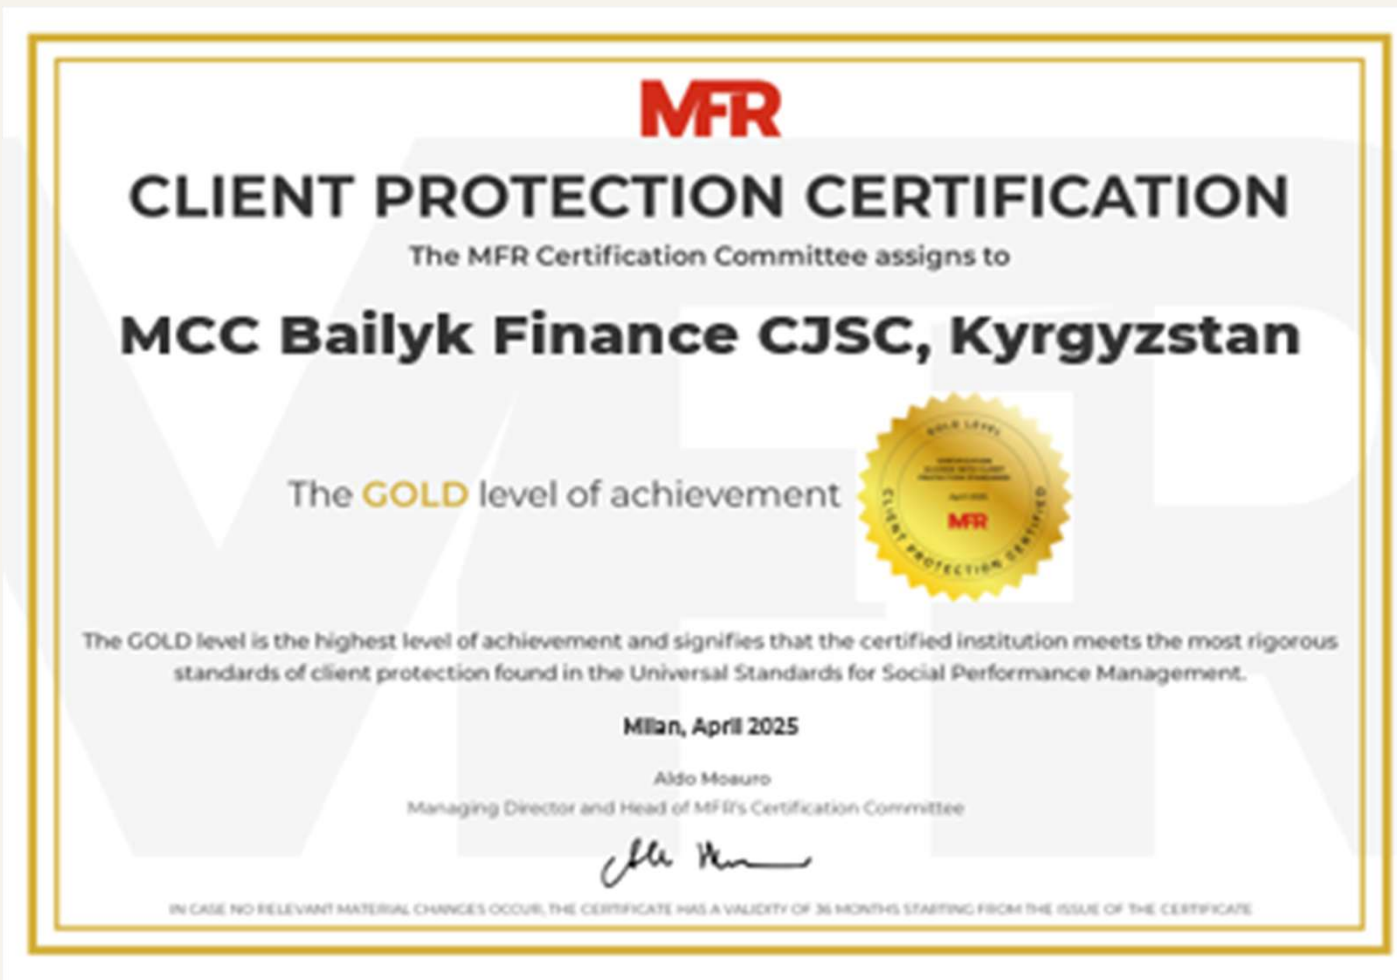 MFR
CLIENT PROTECTION CERTIFICATION
The MFR Certification Committee assigns to
MCC Bailyk Finance CJSC, Kyrgyzstan
The GOLD level of achievement
GOLD LEVEL
April 2025
MFR
CLIENT PROTECTION CERTIFIED
The GOLD level is the highest level of achievement and signifies that the certified institution meets the most rigorous
standards of client protection found in the Universal Standards for Social Performance Management.
Milan, April 2025
Aldo Moauro
Managing Director and Head of MFR's Certification Committee
IN CASE NO RELEVANT MATERIAL CHANGES OCCUR, THE CERTIFICATE HAS A VALIDITY OF 36 MONTHS STARTING FROM THE ISSUE OF THE CERTIFICATE